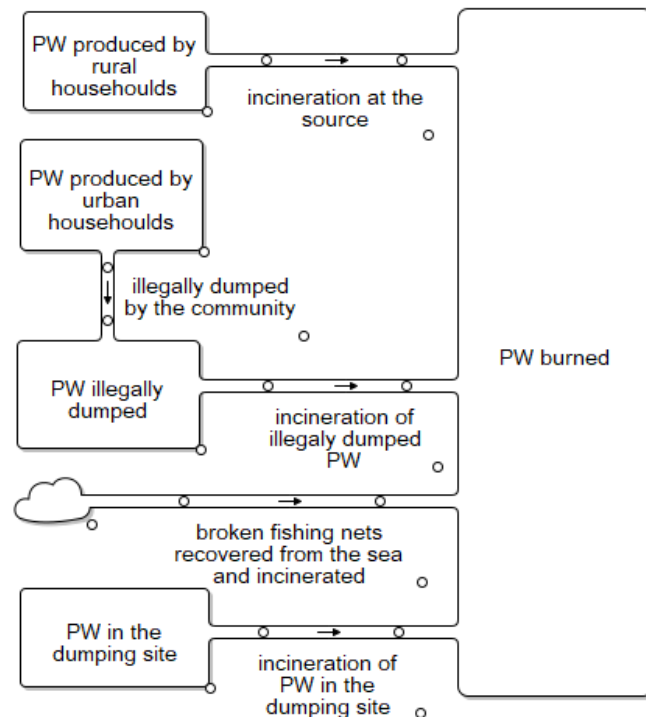 PW produced by
rural
househoulds
incineration at the
source
PW produced by
urban
househoulds
illegally dumped
by the community
PW burned
PW illegally
dumped
incineration of
illegaly dumped
PW
broken fishing nets
recovered from the sea
and incinerated
PW in the
dumping site
incineration of
PW in the
dumping site